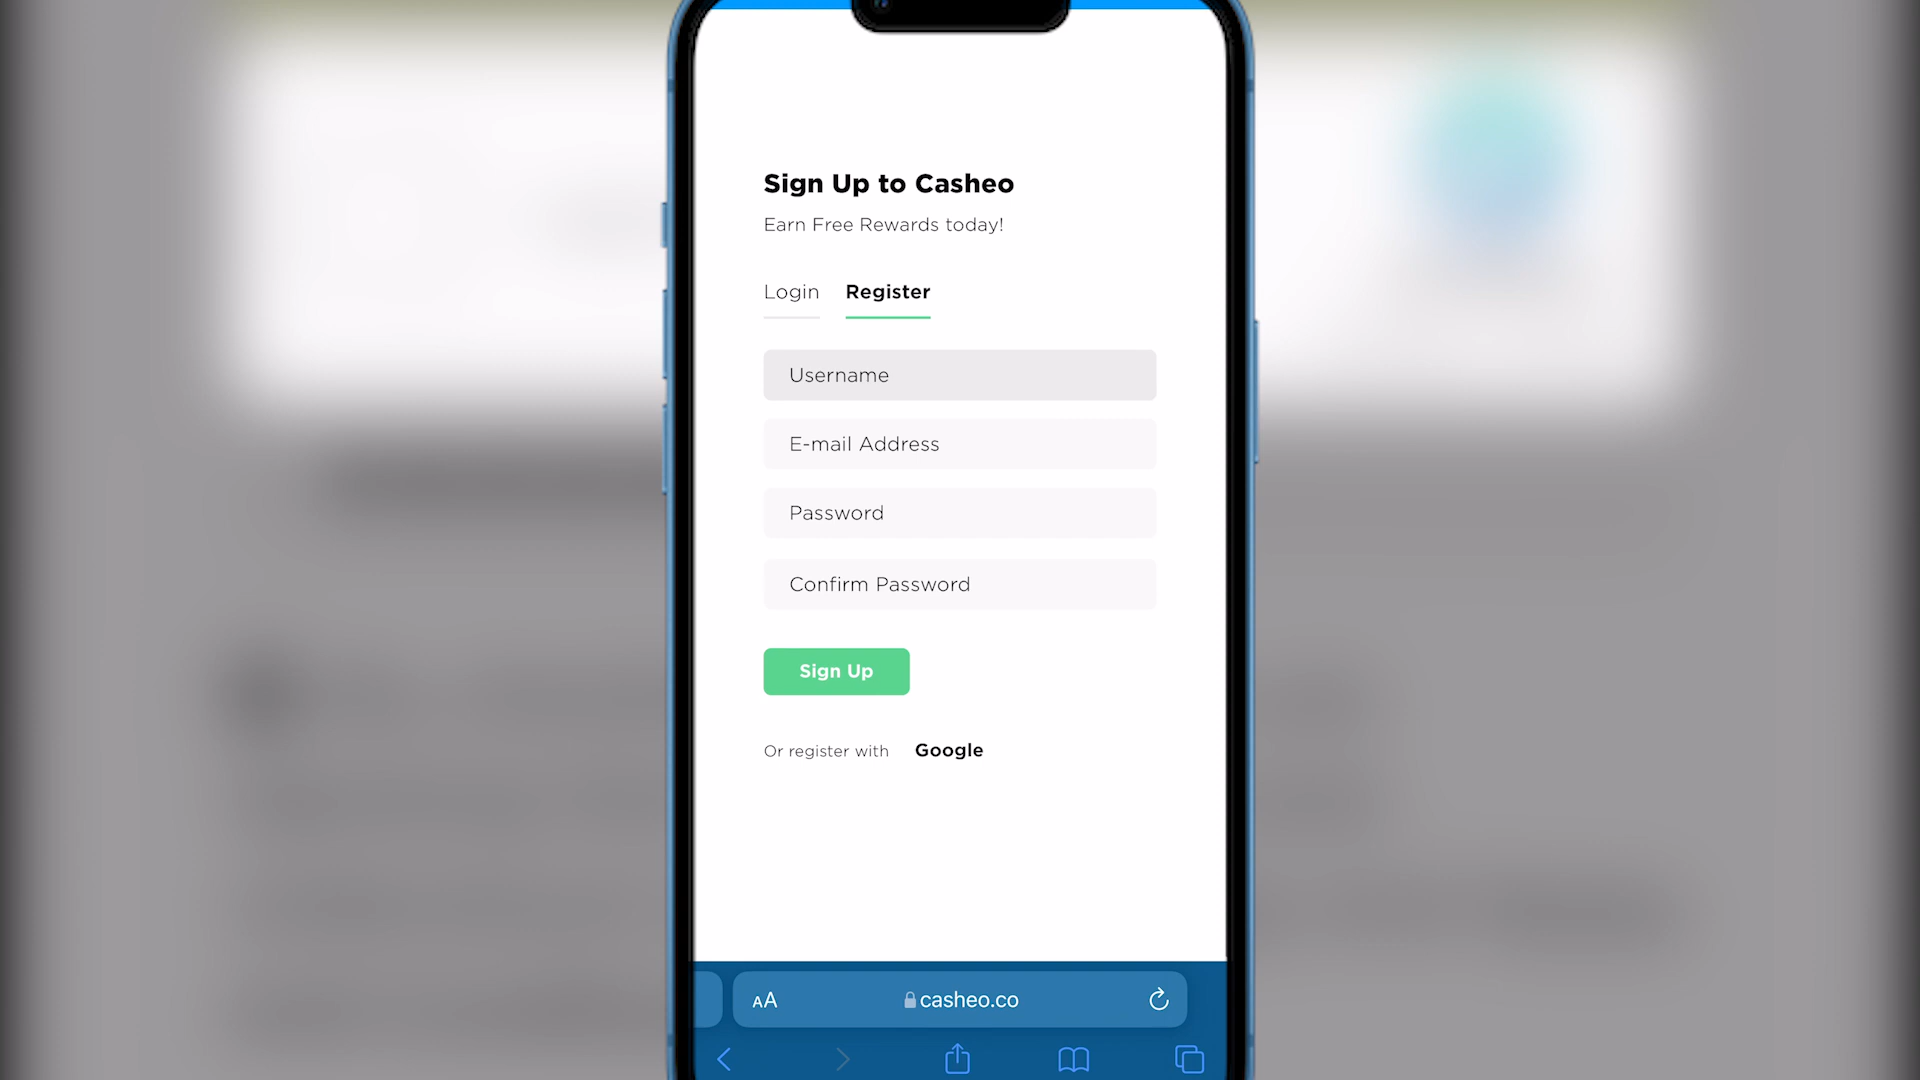 Sign Up to Casheo
Earn Free Rewards today!
Login Register
Username
E-mail Address
Password
Confirm Password
Sign Up
Or register with Google
AA casheo.co